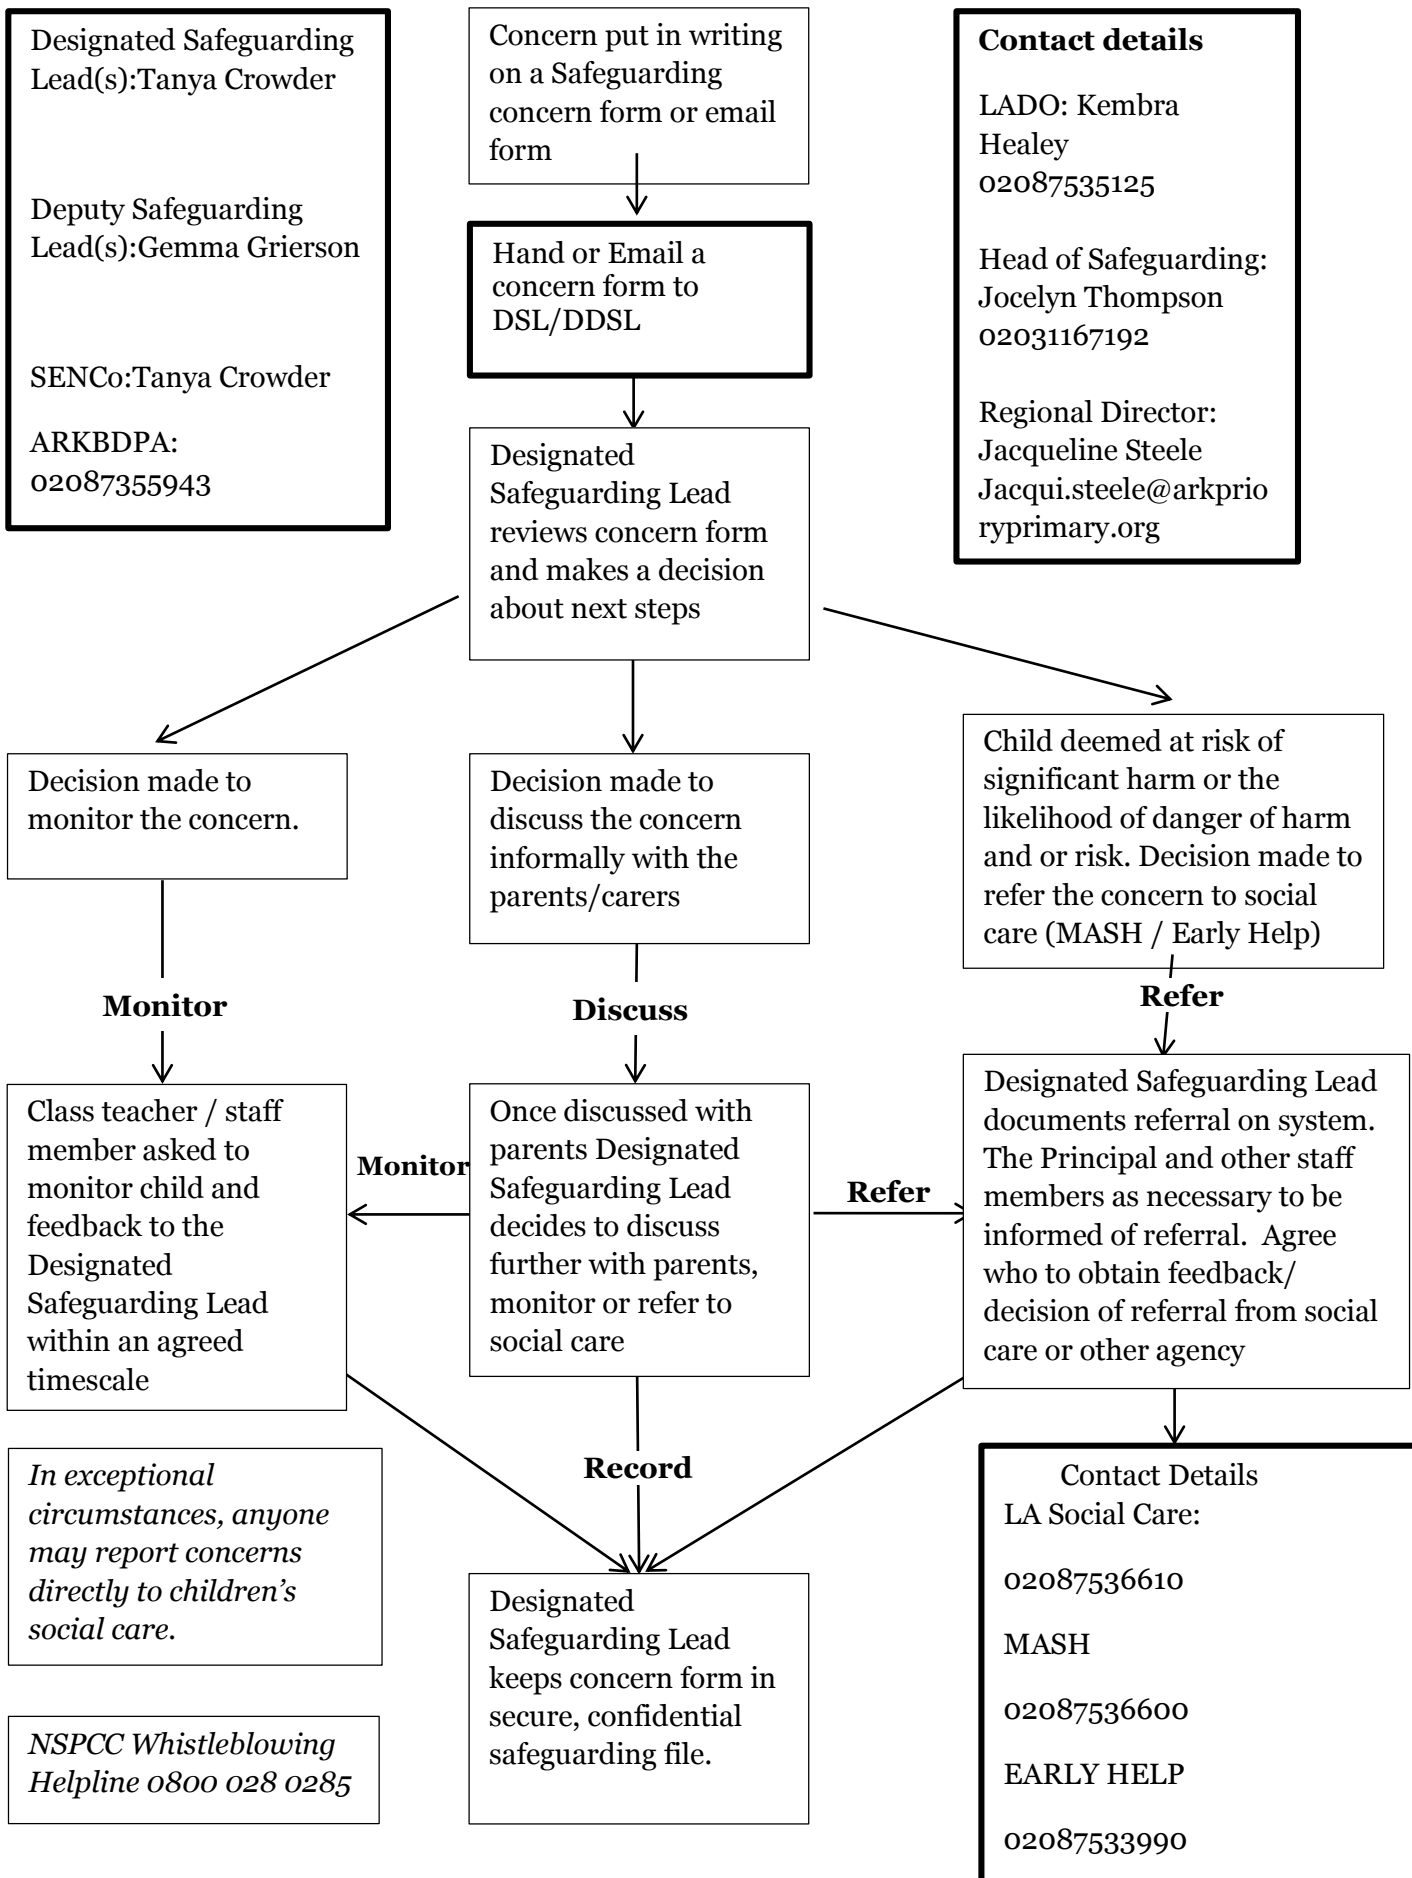 Designated Safeguarding
Lead(s):Tanya Crowder
Deputy Safeguarding
Lead(s):Gemma Grierson
SENCo:Tanya Crowder
ARKBDPA:
02087355943
Concern put in writing
on a Safeguarding
concern form or email
form
Contact details
LADO: Kembra
Healey
02087535125
Head of Safeguarding:
Jocelyn Thompson
02031167192
Regional Director:
Jacqueline Steele
Jacqui.steele@arkprio
ryprimary.org
Hand or Email a
concern form to
DSL/DDSL
Designated
Safeguarding Lead
reviews concern form
and makes a decision
about next steps
Decision made to
monitor the concern.
Decision made to
discuss the concern
informally with the
parents/carers
Child deemed at risk of
significant harm or the
likelihood of danger of harm
and or risk. Decision made to
refer the concern to social
care (MASH / Early Help)
Monitor
Discuss
Refer
Class teacher / staff
member asked to
monitor child and
feedback to the
Designated
Safeguarding Lead
within an agreed
timescale
Monitor
Once discussed with
parents Designated
Safeguarding Lead
decides to discuss
further with parents,
monitor or refer to
social care
Refer
Designated Safeguarding Lead
documents referral on system.
The Principal and other staff
members as necessary to be
informed of referral.  Agree
who to obtain feedback/
decision of referral from social
care or other agency
In exceptional
circumstances, anyone
may report concerns
directly to children’s
social care.
Record
Contact Details
LA Social Care:
02087536610
MASH
02087536600
EARLY HELP
02087533990
Designated
Safeguarding Lead
keeps concern form in
secure, confidential
safeguarding file.
NSPCC Whistleblowing
Helpline 0800 028 0285